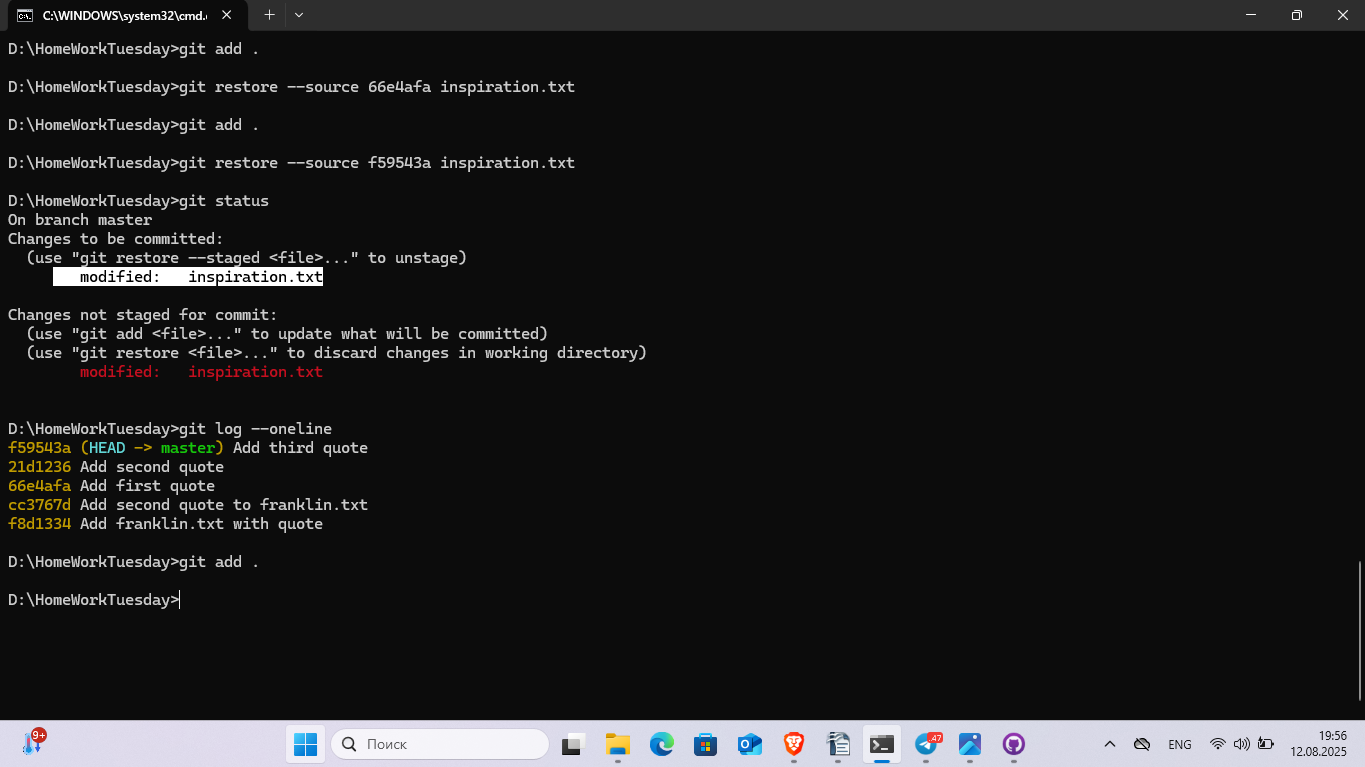 C:\WINDOWS\system32\cmd.
D:\HomeWorkTuesday>git add .
D:\HomeWorkTuesday>git restore --source 66e4afa inspiration.txt
D:\HomeWorkTuesday>git add .
D:\HomeWorkTuesday>git restore --source f59543a inspiration.txt
D:\HomeWorkTuesday>git status
On branch master
Changes to be committed:
  (use "git restore --staged <file>..." to unstage)
        modified:   inspiration.txt
Changes not staged for commit:
  (use "git add <file>..." to update what will be committed)
  (use "git restore <file>..." to discard changes in working directory)
        modified:   inspiration.txt
D:\HomeWorkTuesday>git log --oneline
f59543a (HEAD -> master) Add third quote
21d1236 Add second quote
66e4afa Add first quote
cc3767d Add second quote to franklin.txt
f8d1334 Add franklin.txt with quote
D:\HomeWorkTuesday>git add .
D:\HomeWorkTuesday>
9+
Поиск
47
ENG
19:56
12.08.2025